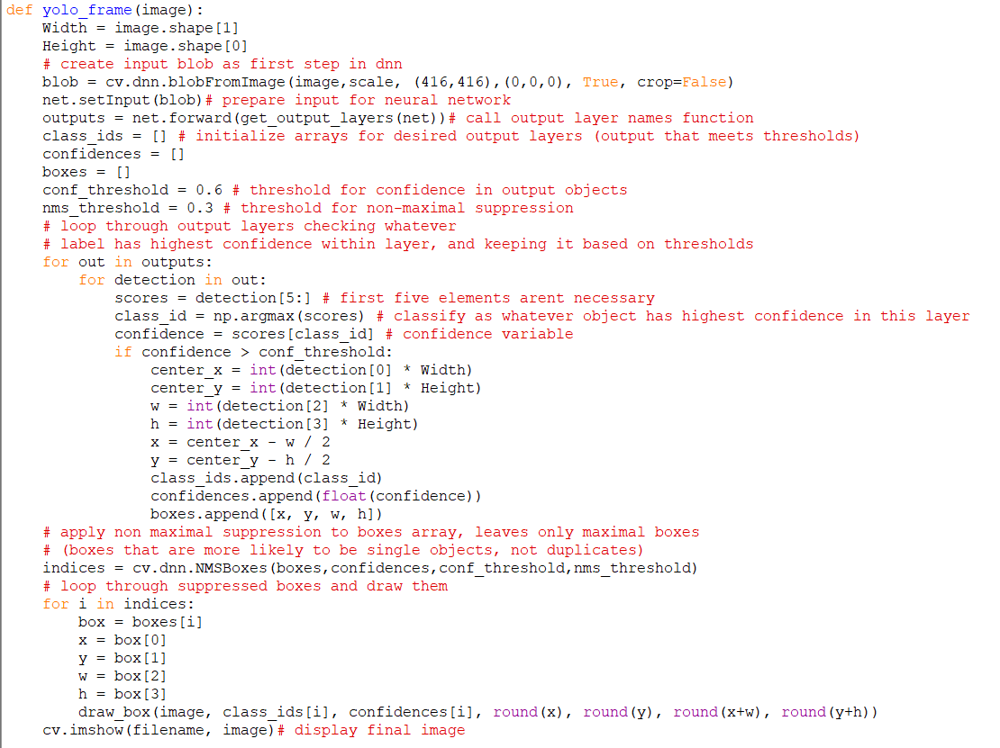 def yolo_frame(image):
    Width = image.shape[1]
    Height = image.shape[0]
    # create input blob as first step in dnn
    blob = cv.dnn.blobFromImage(image,scale, (416,416),(0,0,0), True, crop=False)
    net.setInput(blob)# prepare input for neural network
    outputs = net.forward(get_output_layers(net))# call output layer names function
    class_ids = [] # initialize arrays for desired output layers (output that meets thresholds)
    confidences = []
    boxes = []
    conf_threshold = 0.6 # threshold for confidence in output objects
    nms_threshold = 0.3 # threshold for non-maximal suppression
    # loop through output layers checking whatever
    # label has highest confidence within layer, and keeping it based on thresholds
    for out in outputs:
        for detection in out:
            scores = detection[5:] # first five elements arent necessary
            class_id = np.argmax(scores) # classify as whatever object has highest confidence in this layer
            confidence = scores[class_id] # confidence variable
            if confidence > conf_threshold:
                center_x = int(detection[0] * Width)
                center_y = int(detection[1] * Height)
                w = int(detection[2] * Width)
                h = int(detection[3] * Height)
                x = center_x - w / 2
                y = center_y - h / 2
                class_ids.append(class_id)
                confidences.append(float(confidence))
                boxes.append([x, y, w, h])
    # apply non maximal suppression to boxes array, leaves only maximal boxes
    # (boxes that are more likely to be single objects, not duplicates)
    indices = cv.dnn.NMSBoxes(boxes,confidences,conf_threshold,nms_threshold)
    # loop through suppressed boxes and draw them
    for i in indices:
        box = boxes[i]
        x = box[0]
        y = box[1]
        w = box[2]
        h = box[3]
        draw_box(image, class_ids[i], confidences[i], round(x), round(y), round(x+w), round(y+h))
    cv.imshow(filename, image)# display final image